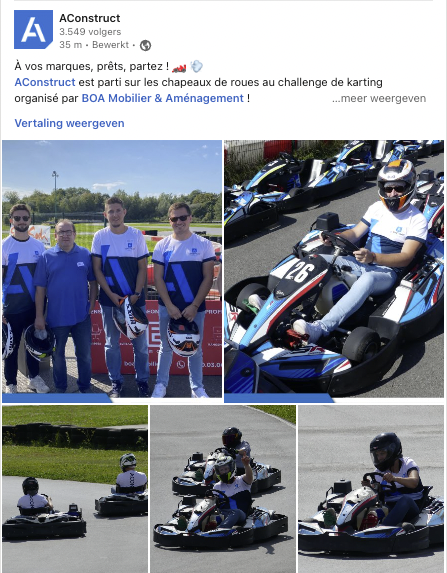 AConstruct
3.549 volgers
35 m • Bewerkt •
À vos marques, prêts, partez ! 🏎️ 💨
AConstruct est parti sur les chapeaux de roues au challenge de karting
organisé par BOA Mobilier & Aménagement !
...meer weergeven
Vertaling weergeven
26